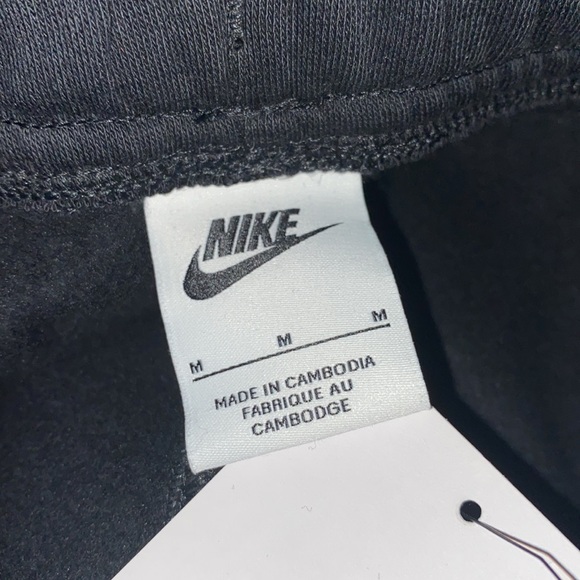 NIKE
M M M
MADE IN CAMBODIA
FABRIQUE AU
CAMBODGE